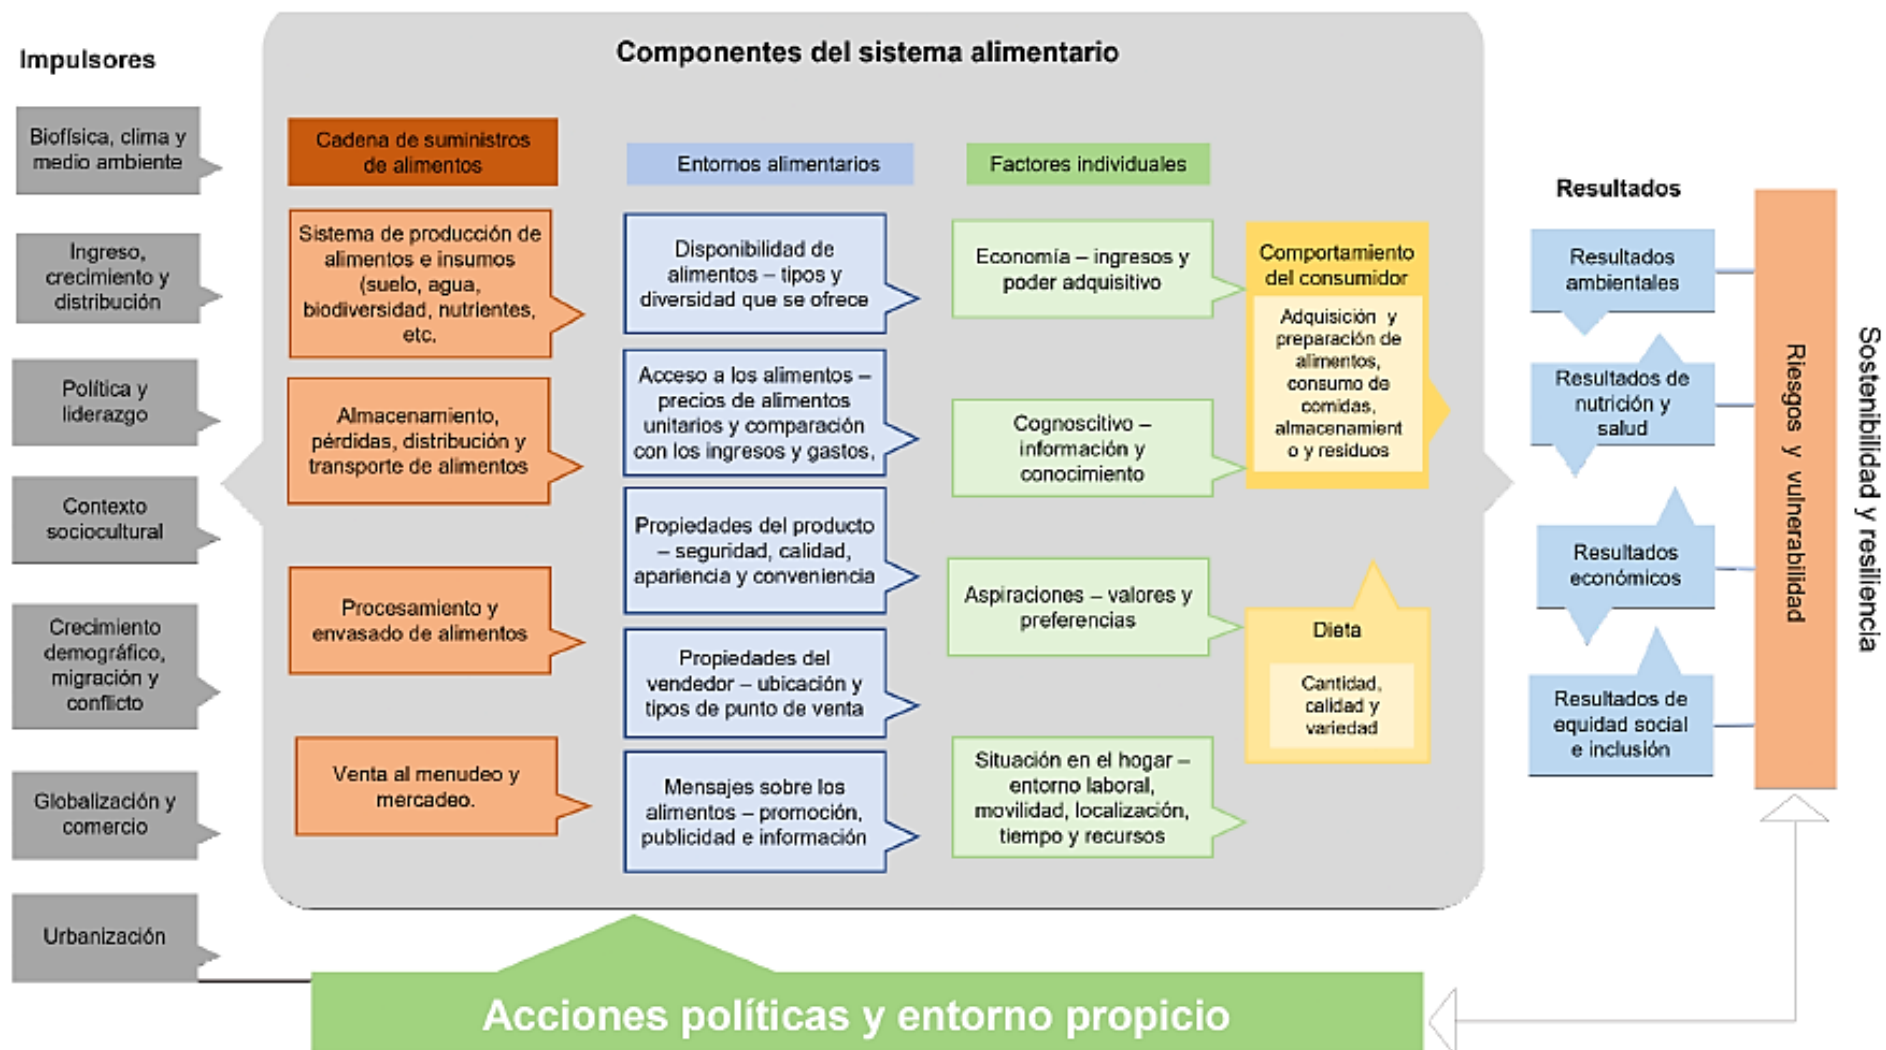 Impulsores
Biofísica, clima y
medio ambiente
Ingreso,
crecimiento y
distribución
Política y
liderazgo
Contexto
sociocultural
Crecimiento
demográfico,
migración y
conflicto
Globalización y
comercio
Urbanización
Componentes del sistema alimentario
Cadena de suministros
de alimentos
Sistema de producción de
alimentos e insumos
(suelo, agua,
biodiversidad, nutrientes,
etc.
Almacenamiento,
pérdidas, distribución y
transporte de alimentos
Procesamiento y
envasado de alimentos
Venta al menudeo y
mercadeo.
Entornos alimentarios
Disponibilidad de
alimentos – tipos y
diversidad que se ofrece
Acceso a los alimentos –
precios de alimentos
unitarios y comparación
con los ingresos y gastos,
Propiedades del producto
– seguridad, calidad,
apariencia y conveniencia
Propiedades del
vendedor – ubicación y
tipos de punto de venta
Mensajes sobre los
alimentos – promoción,
publicidad e información
Factores individuales
Economía – ingresos y
poder adquisitivo
Cognoscitivo –
información y
conocimiento
Aspiraciones – valores y
preferencias
Situación en el hogar –
entorno laboral,
movilidad, localización,
tiempo y recursos
Comportamiento
del consumidor
Adquisición y
preparación de
alimentos,
consumo de
comidas,
almacenamient
o y residuos
Dieta
Cantidad,
calidad y
variedad
Resultados
Resultados
ambientales
Resultados de
nutrición y
salud
Resultados
económicos
Resultados de
equidad social
e inclusión
Riesgos y vulnerabilidad
Sostenibilidad y resiliencia
Acciones políticas y entorno propicio